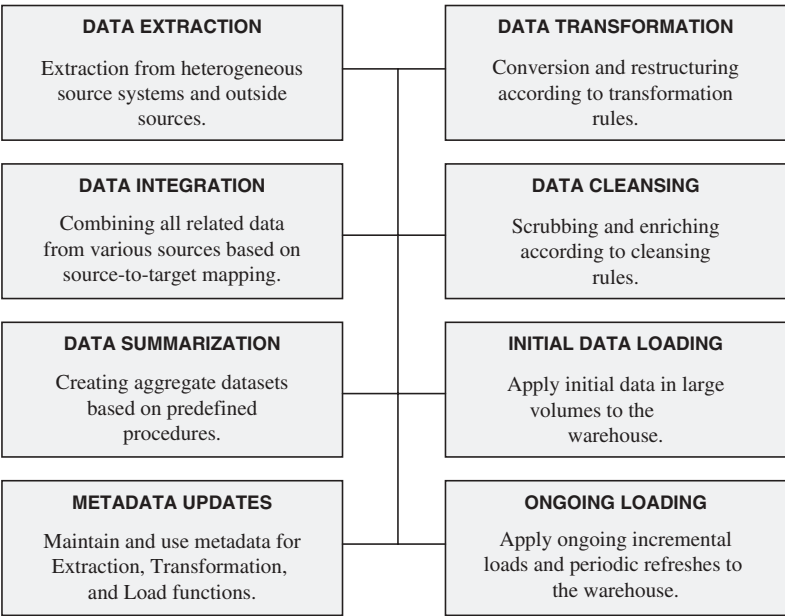 DATA EXTRACTION
Extraction from heterogeneous
source systems and outside
sources.
DATA TRANSFORMATION
Conversion and restructuring
according to transformation
rules.
DATA INTEGRATION
Combining all related data
from various sources based on
source-to-target mapping.
DATA CLEANSING
Scrubbing and enriching
according to cleansing
rules.
DATA SUMMARIZATION
Creating aggregate datasets
based on predefined
procedures.
INITIAL DATA LOADING
Apply initial data in large
volumes to the
warehouse.
METADATA UPDATES
Maintain and use metadata for
Extraction, Transformation,
and Load functions.
ONGOING LOADING
Apply ongoing incremental
loads and periodic refreshes to
the warehouse.